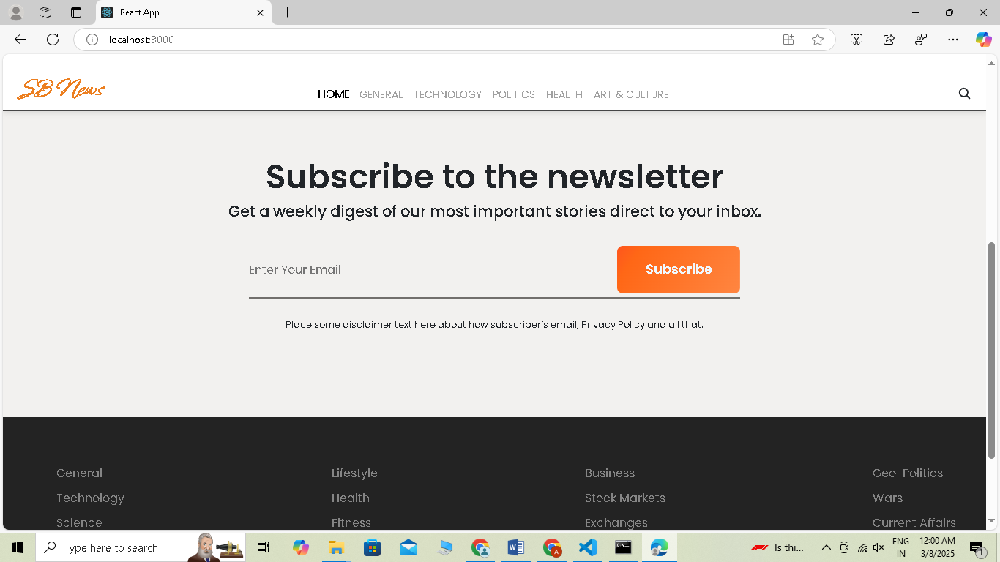 React App
localhost:3000
SB News
HOME GENERAL TECHNOLOGY POLITICS HEALTH ART & CULTURE
Subscribe to the newsletter
Get a weekly digest of our most important stories direct to your inbox.
Enter Your Email
Subscribe
Place some disclaimer text here about how subscriber’s email, Privacy Policy and all that.
General Lifestyle Business Geo-Politics
Technology Health Stock Markets Wars
Science Fitness Exchanges Current Affairs
Type here to search
Is thi...
ENG
IN
12:00 AM
3/8/2025
1